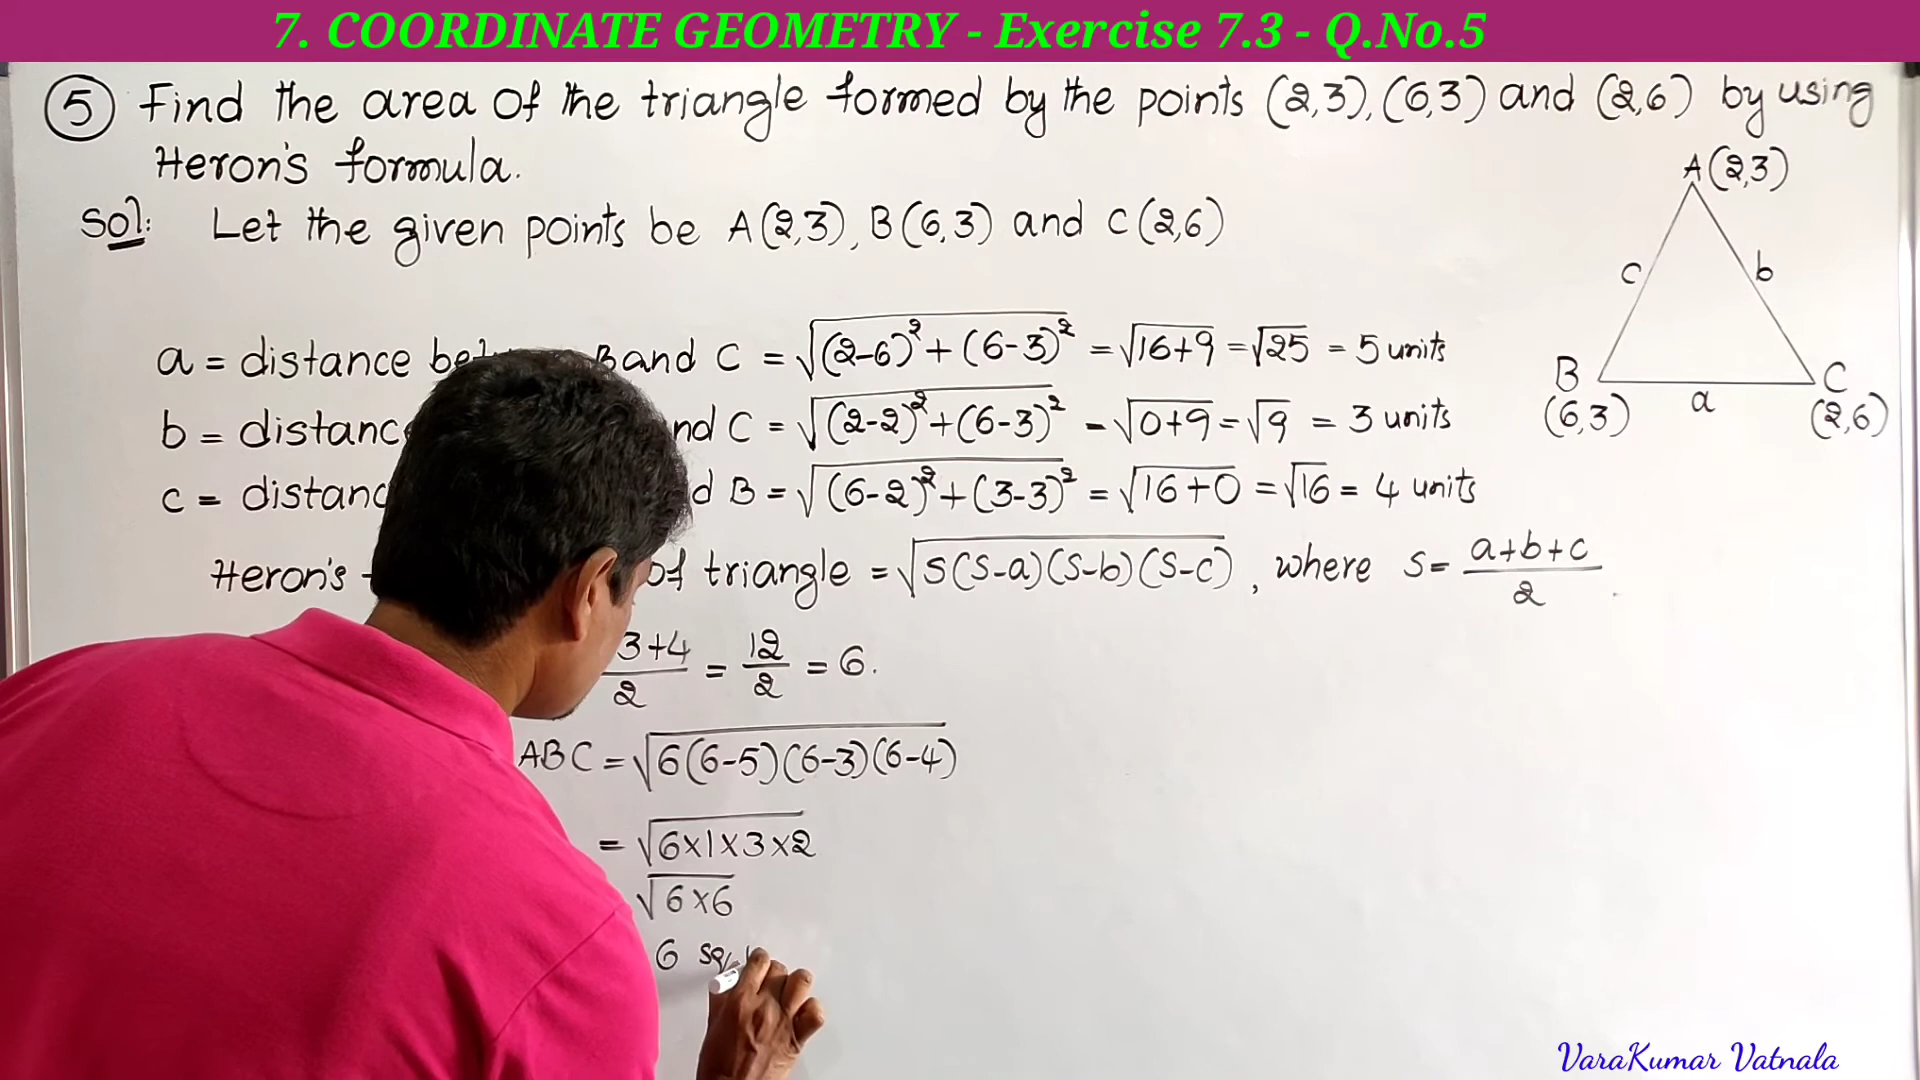 7. COORDINATE GEOMETRY - Exercise 7.3 - Q.No.5
5 Find the area of the triangle formed by the points (2,3), (6,3) and (2,6) by using
Heron's formula.
Sol: Let the given points be A(2,3), B(6,3) and C(2,6)
A(2,3)
c b
B C
(6,3) a (2,6)
a = distance B and C = √(2-6)²+(6-3)² = √16+9 = √25 = 5 units
b = distance C = √(2-2)²+(6-3)² = √0+9 = √9 = 3 units
c = B = √(6-2)²+(3-3)² = √16+0 = √16 = 4 units
Heron's of triangle = √S(S-a)(S-b)(S-c), where S = a+b+c/2
3+4/2 = 12/2 = 6.
ABC = √6(6-5)(6-3)(6-4)
= √6×1×3×2
√6×6
6 sq.
VaraKumar Vatnala